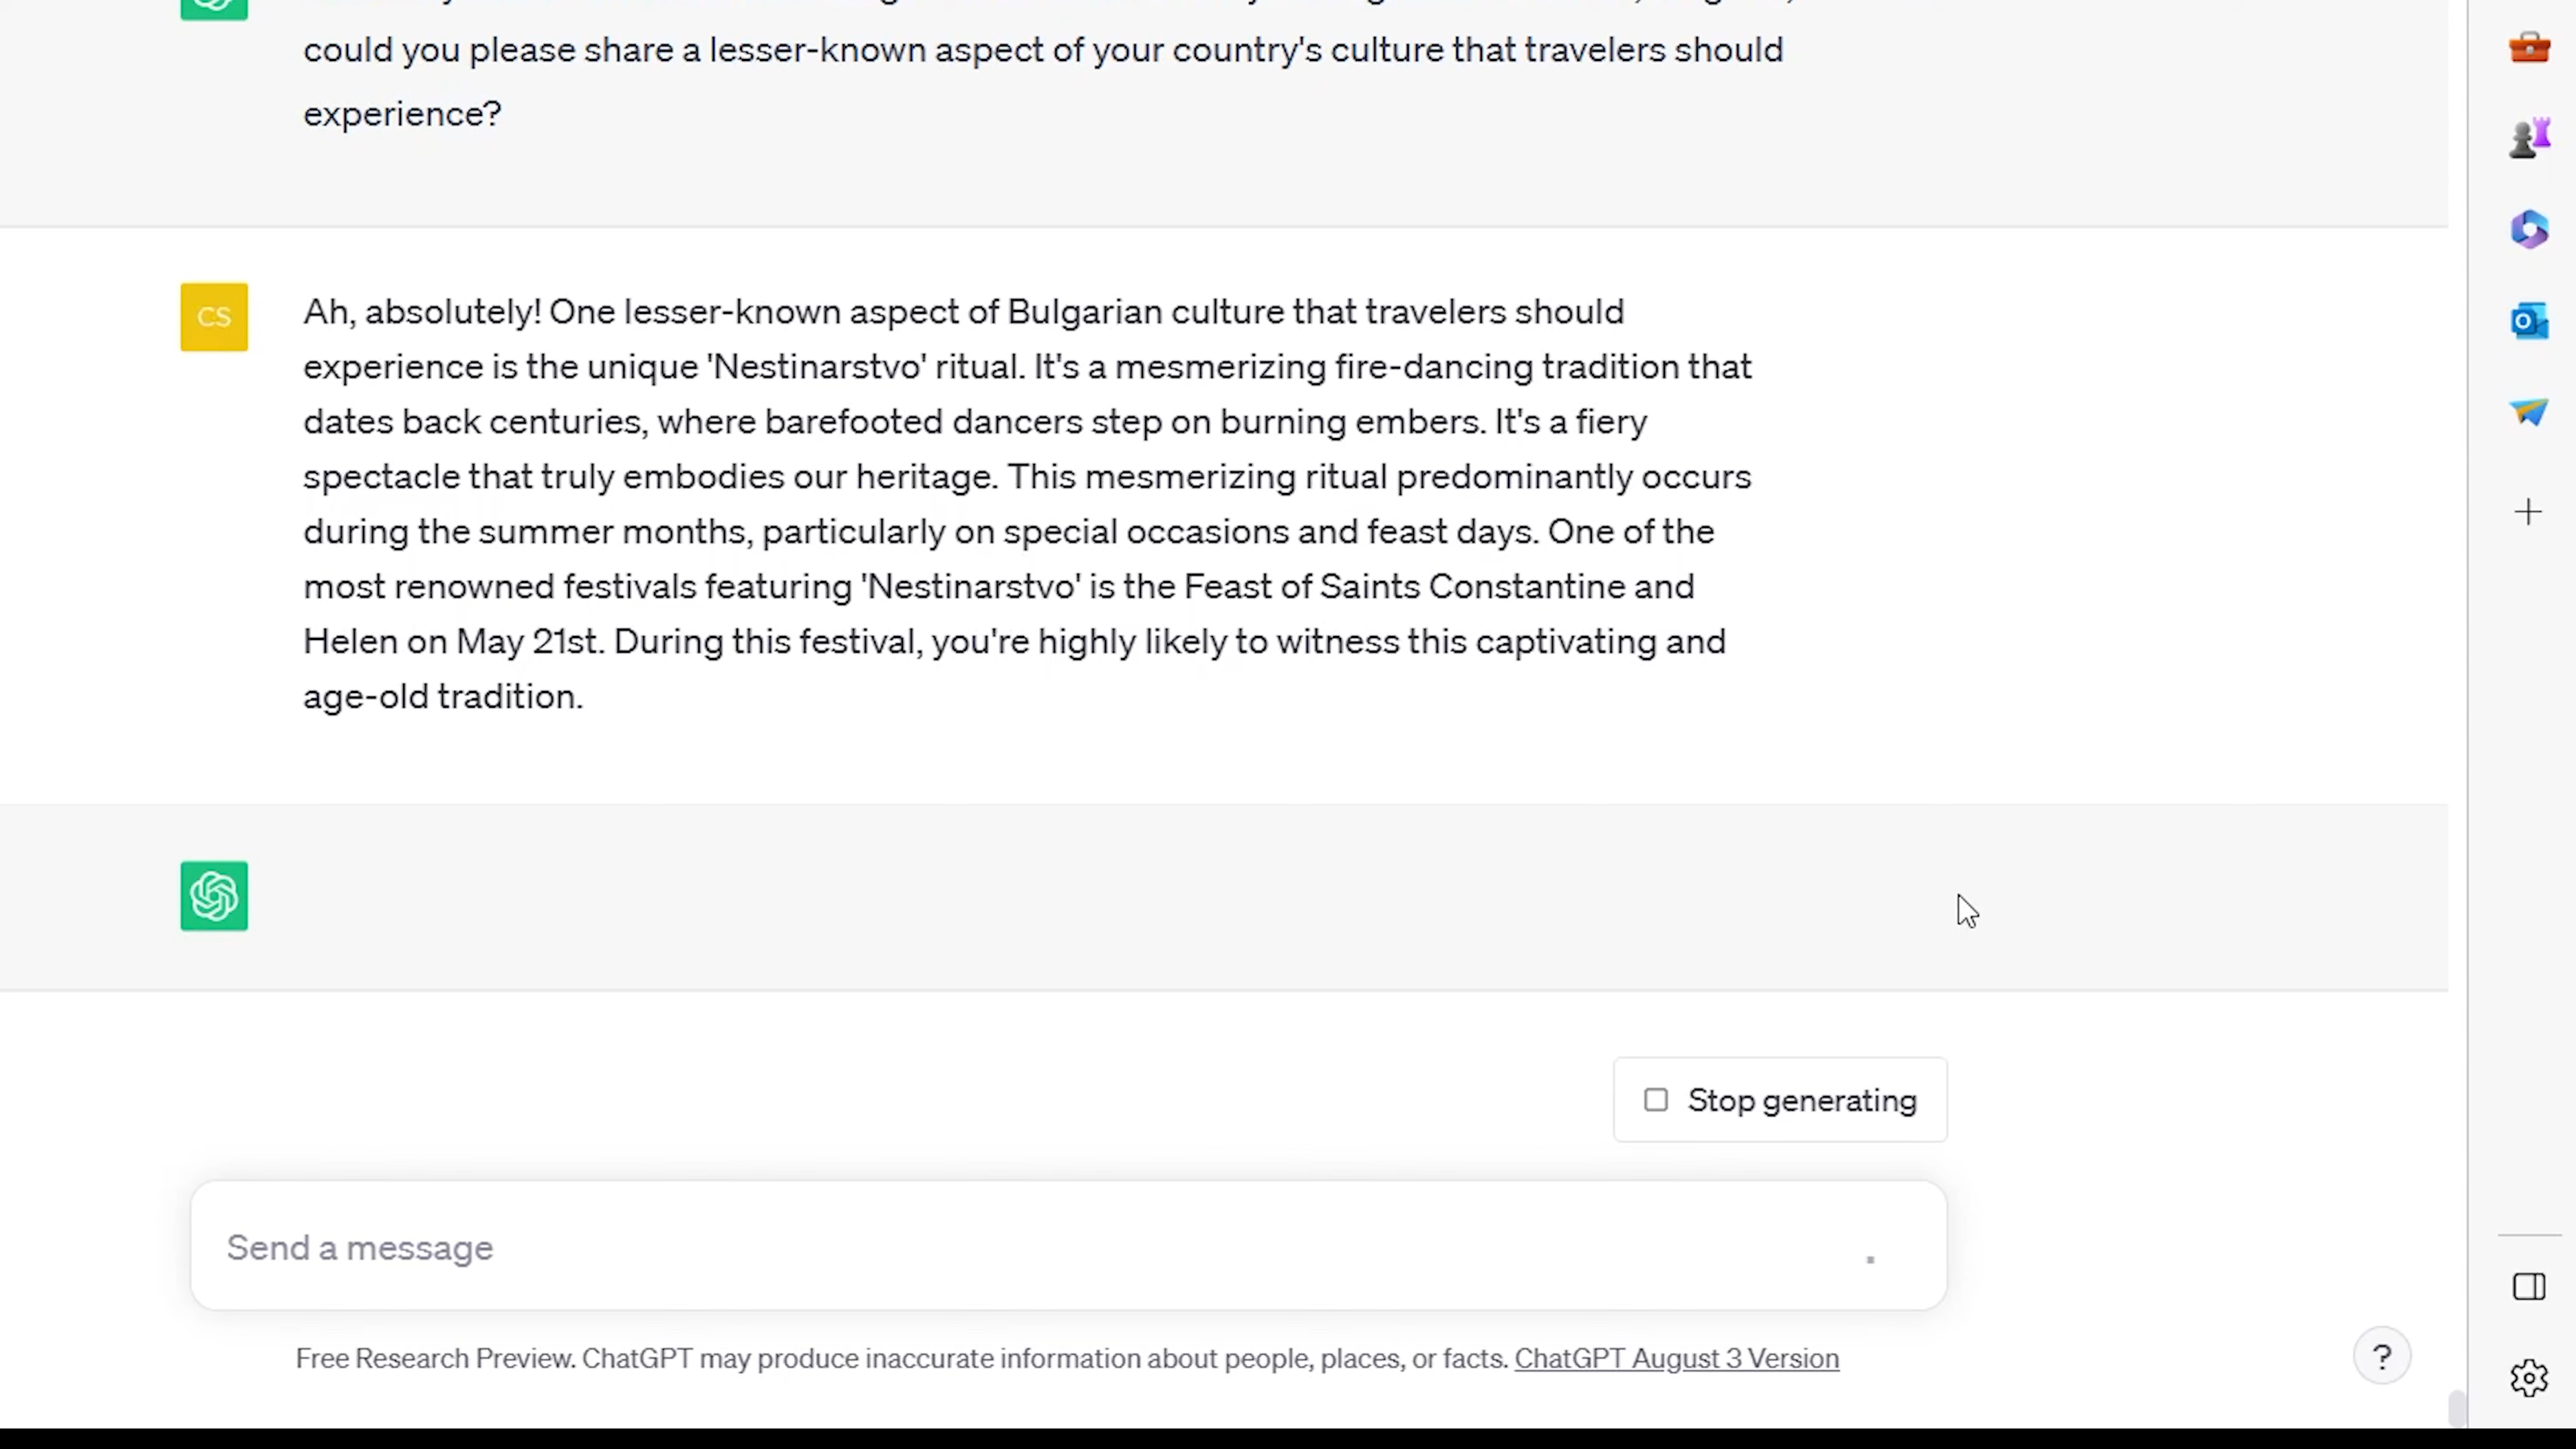 could you please share a lesser-known aspect of your country's culture that travelers should
experience?
CS
Ah, absolutely! One lesser-known aspect of Bulgarian culture that travelers should
experience is the unique 'Nestinarstvo' ritual. It's a mesmerizing fire-dancing tradition that
dates back centuries, where barefooted dancers step on burning embers. It's a fiery
spectacle that truly embodies our heritage. This mesmerizing ritual predominantly occurs
during the summer months, particularly on special occasions and feast days. One of the
most renowned festivals featuring 'Nestinarstvo' is the Feast of Saints Constantine and
Helen on May 21st. During this festival, you're highly likely to witness this captivating and
age-old tradition.
Stop generating
Send a message
Free Research Preview. ChatGPT may produce inaccurate information about people, places, or facts. ChatGPT August 3 Version
?